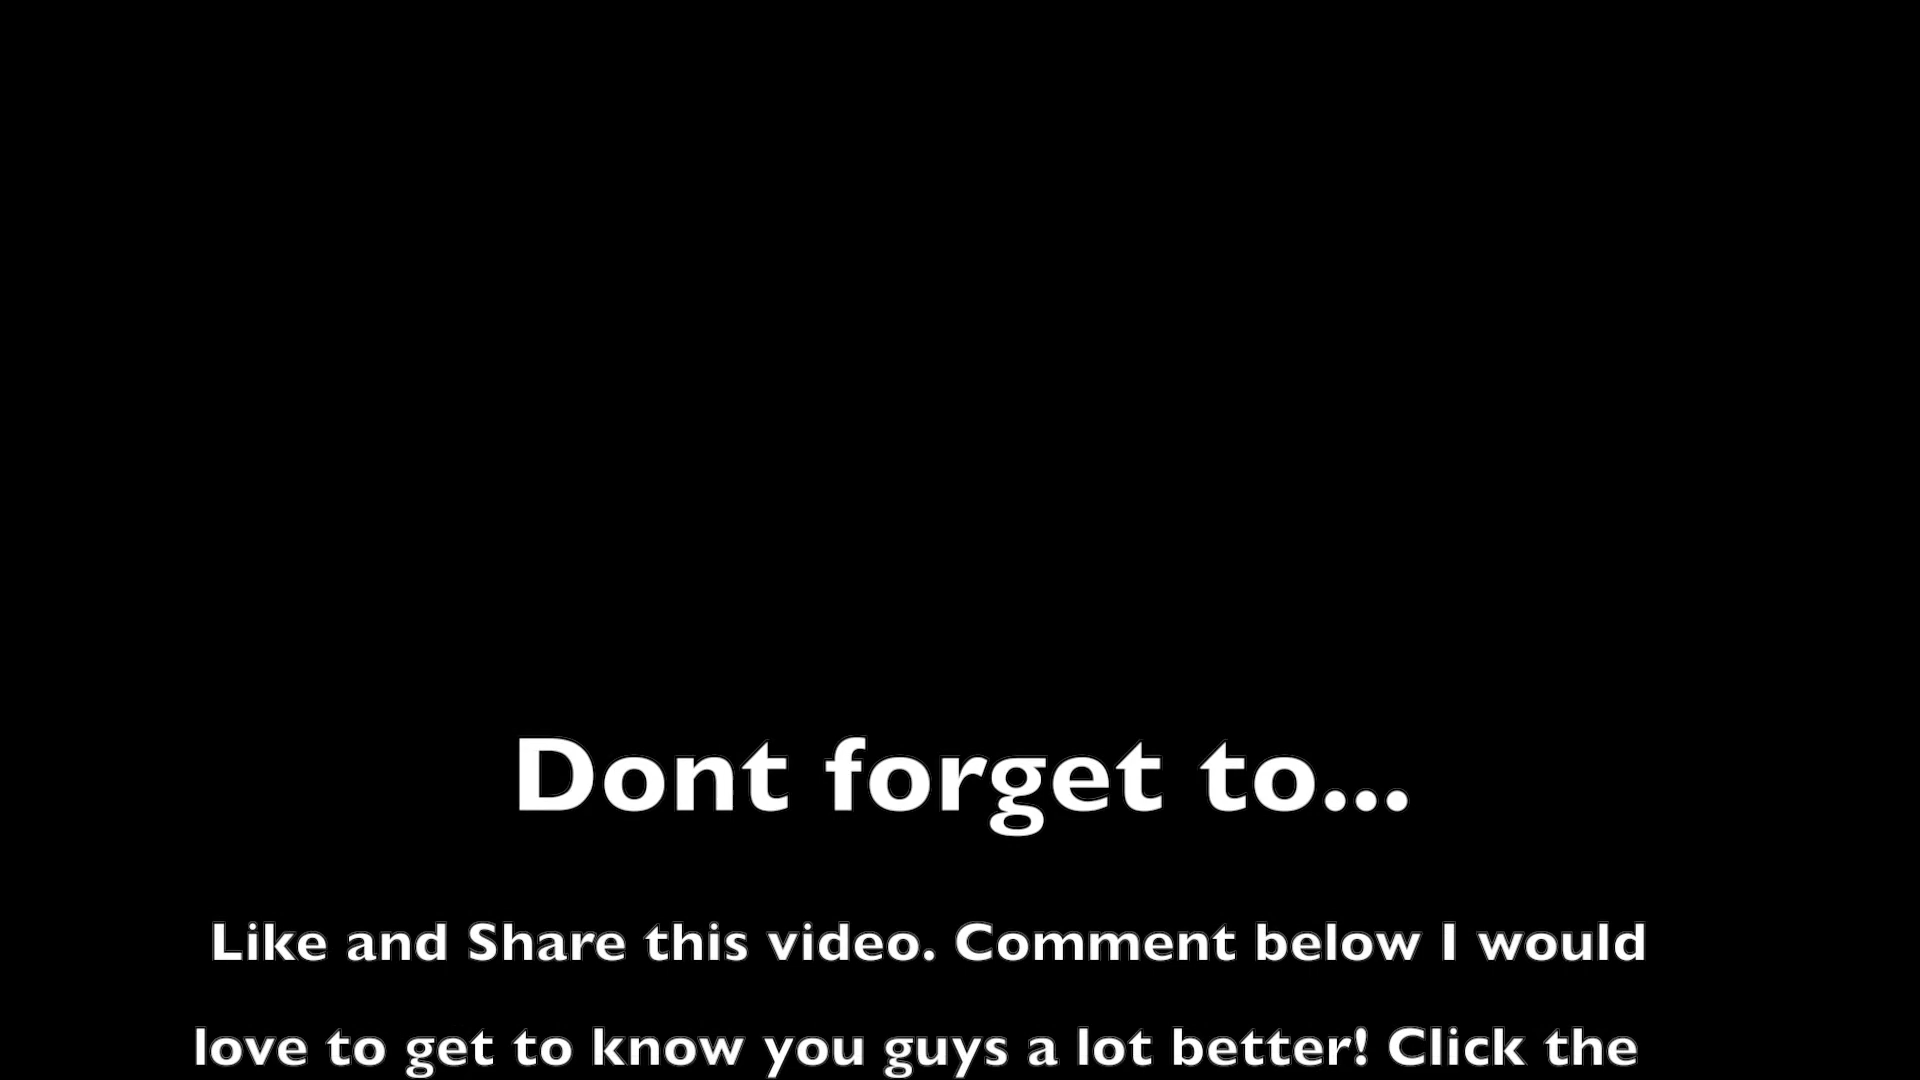 Dont forget to...
Like and Share this video. Comment below I would
love to get to know you guys a lot better! Click the